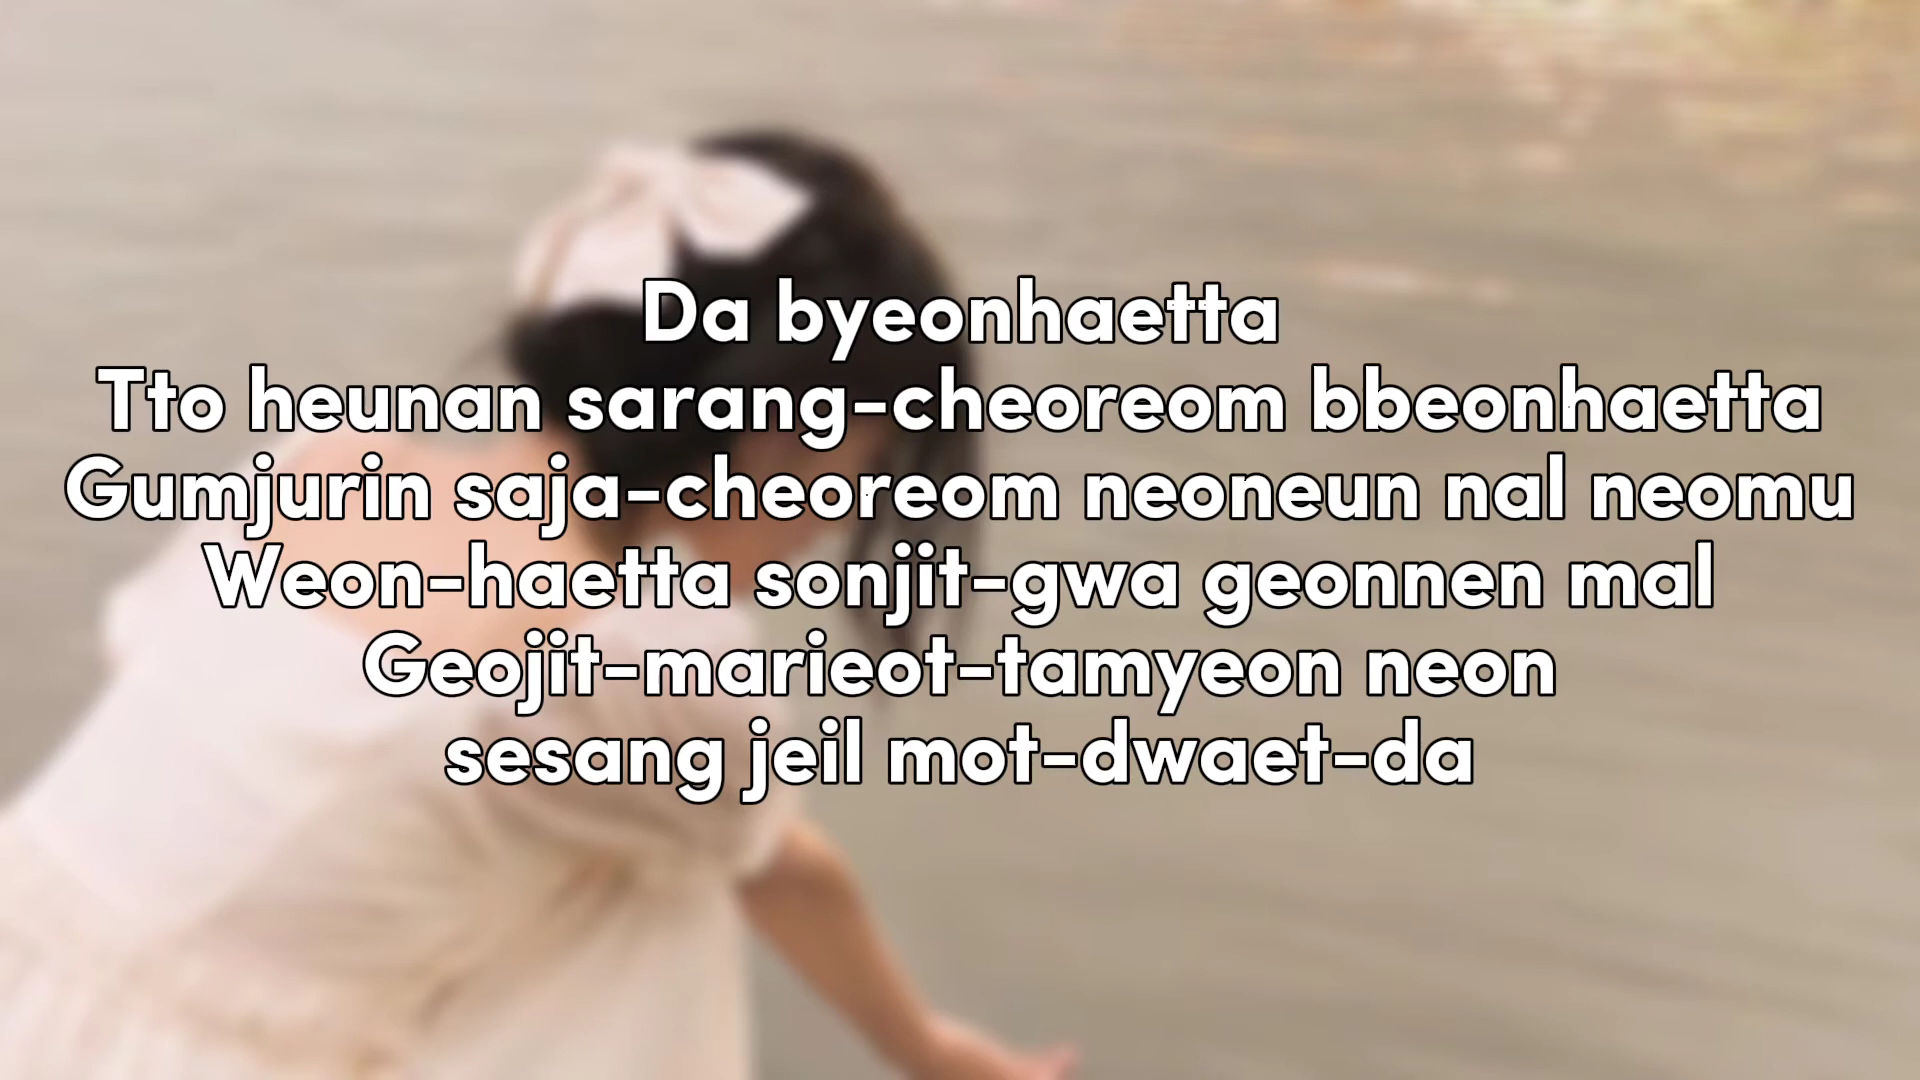 Da byeonhaetta
Tto heunan sarang-cheoreom bbeonhaetta
Gumjurin saja-cheoreom neoneun nal neomu
Weon-haetta sonjit-gwa geonnen mal
Geojit-marieot-tamyeon neon
sesang jeil mot-dwaet-da